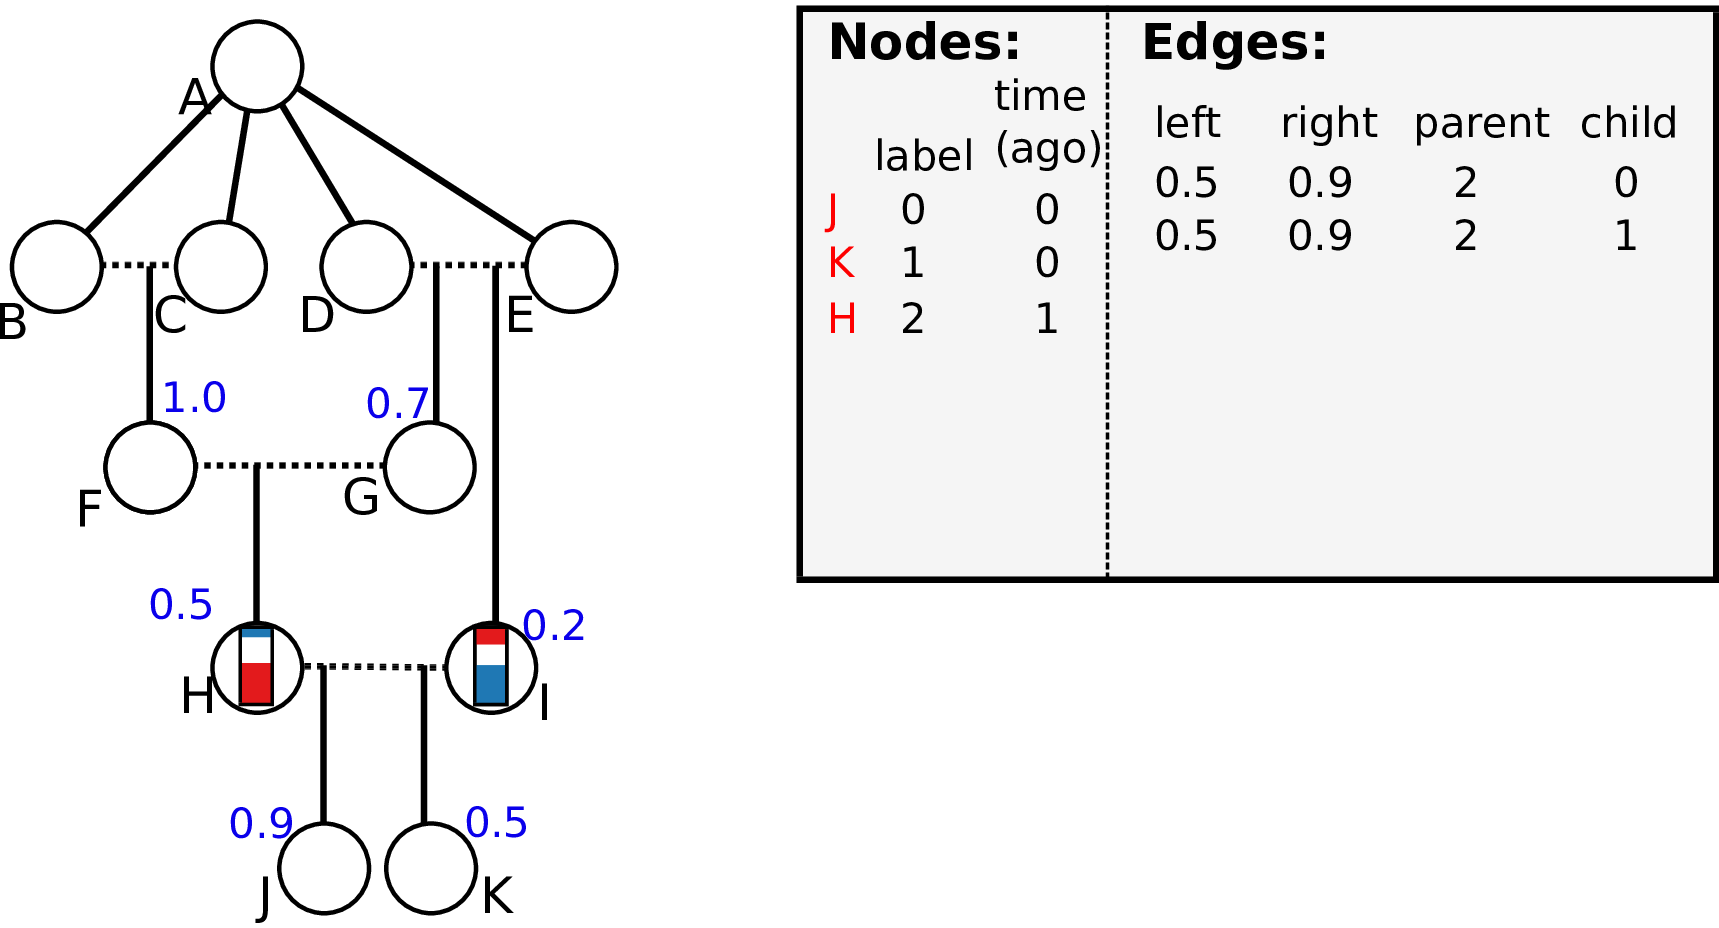 A
B
C
D
E
1.0
0.7
F
G
0.5
0.2
H
I
0.9
0.5
J
K
Nodes:
time
label (ago)
J 0 0
K 1 0
H 2 1
Edges:
left right parent child
0.5 0.9 2 0
0.5 0.9 2 1